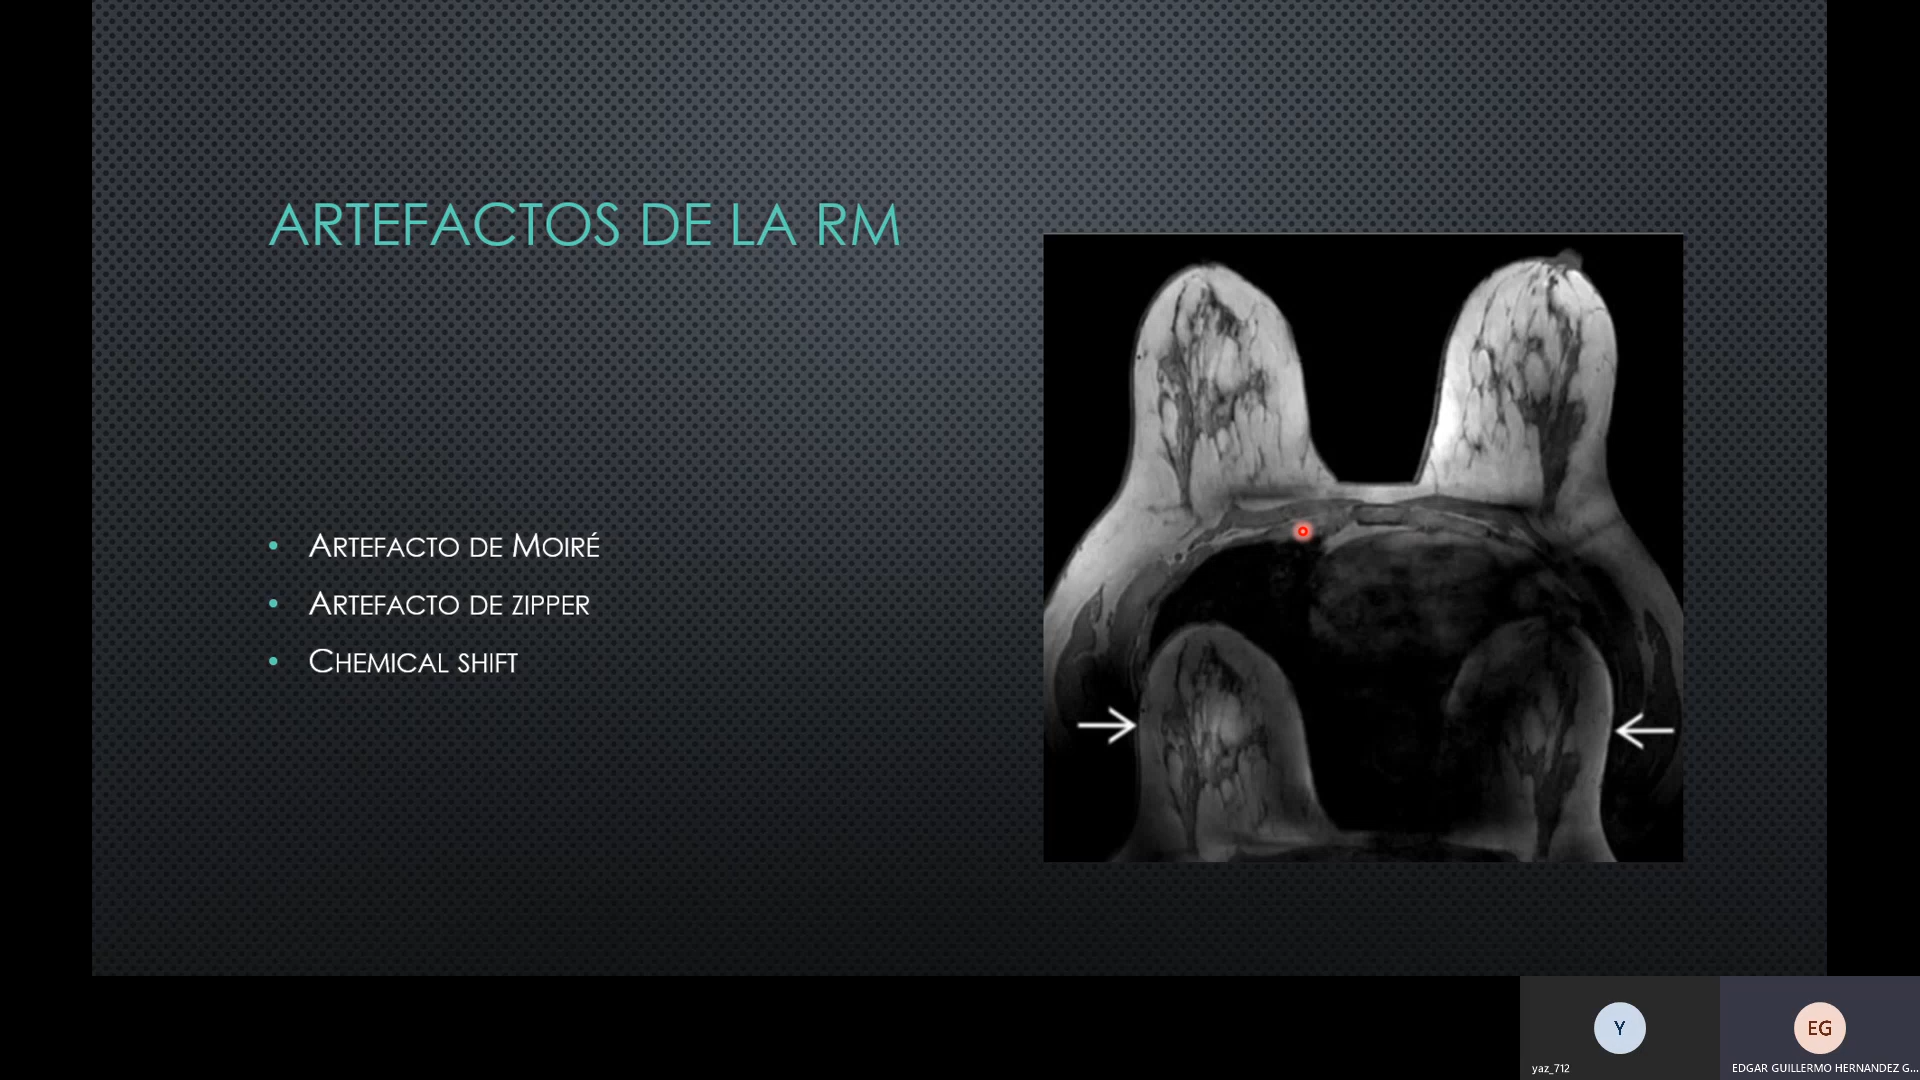 ARTEFACTOS DE LA RM
• ARTEFACTO DE MOIRÉ
• ARTEFACTO DE ZIPPER
• CHEMICAL SHIFT
Y
EG
yaz_712
EDGAR GUILLERMO HERNANDEZ G...